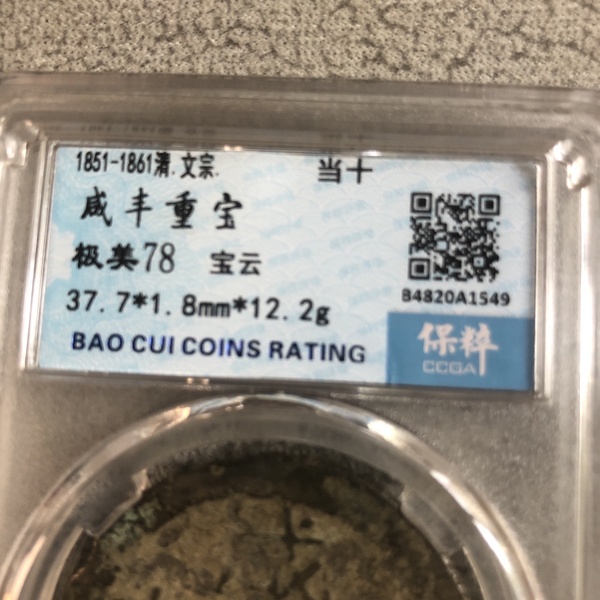 1851-1861清.文宗. 当十
咸丰重宝
极美78 宝云
B4820A1549
37.7*1.8mm*12.2g
BAO CUI COINS RATING
保粹
CCGA